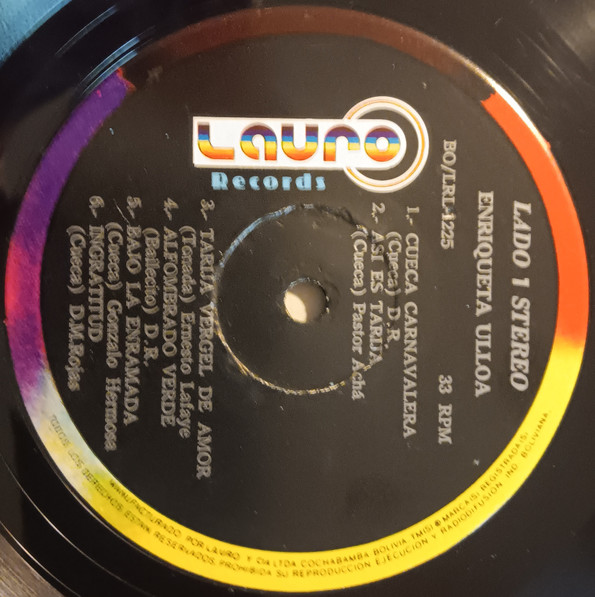 Lauro
Records
LADO 1 STEREO
ENRIQUETA ULLOA
BO/LRL-1225 33 RPM
1.- CUECA CARNAVALERA
(Cueca) D.R.
2.- ASI ES TARIJA
(Cueca) Pastor Achá
3.- TARIJA VERGEL DE AMOR
(Tonada) Ernesto Lafaye
4.- ALFOMBRADO VERDE
(Bailecito) D.R.
5.- BAJO LA ENRAMADA
(Cueca) Gonzalo Hermosa
6.- INGRATITUD
(Cueca) D.M.Rojas
MANUFACTURADO POR LAURO Y CIA LTDA. COCHABAMBA BOLIVIA. TM(S) ® MARCA(S) REGISTRADA(S)
TODOS LOS DERECHOS ESTAN RESERVADOS. PROHIBIDA SU REPRODUCCION EJECUCION Y RADIODIFUSION IND. BOLIVIANA